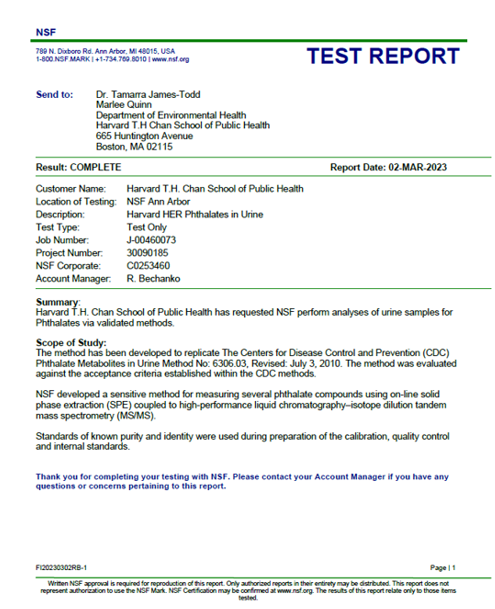 NSF
789 N. Dixboro Rd. Ann Arbor, MI 48015, USA
1-800.NSF.MARK | +1-734.769.8010 | www.nsf.org
TEST REPORT
Send to: Dr. Tamarra James-Todd
Marlee Quinn
Department of Environmental Health
Harvard T.H Chan School of Public Health
665 Huntington Avenue
Boston, MA 02115
Result: COMPLETE Report Date: 02-MAR-2023
Customer Name: Harvard T.H. Chan School of Public Health
Location of Testing: NSF Ann Arbor
Description: Harvard HER Phthalates in Urine
Test Type: Test Only
Job Number: J-00460073
Project Number: 30090185
NSF Corporate: C0253460
Account Manager: R. Bechanko
Summary:
Harvard T.H. Chan School of Public Health has requested NSF perform analyses of urine samples for
Phthalates via validated methods.
Scope of Study:
The method has been developed to replicate The Centers for Disease Control and Prevention (CDC)
Phthalate Metabolites in Urine Method No: 6306.03, Revised: July 3, 2010. The method was evaluated
against the acceptance criteria established within the CDC methods.
NSF developed a sensitive method for measuring several phthalate compounds using on-line solid
phase extraction (SPE) coupled to high-performance liquid chromatography–isotope dilution tandem
mass spectrometry (MS/MS).
Standards of known purity and identity were used during preparation of the calibration, quality control
and internal standards.
Thank you for completing your testing with NSF. Please contact your Account Manager if you have any
questions or concerns pertaining to this report.
FI20230302RB-1 Page | 1
Written NSF approval is required for reproduction of this report. Only authorized reports in their entirety may be distributed. This report does not
represent authorization to use the NSF Mark. NSF Certification may be confirmed at www.nsf.org. The results of this report relate only to those items
tested.